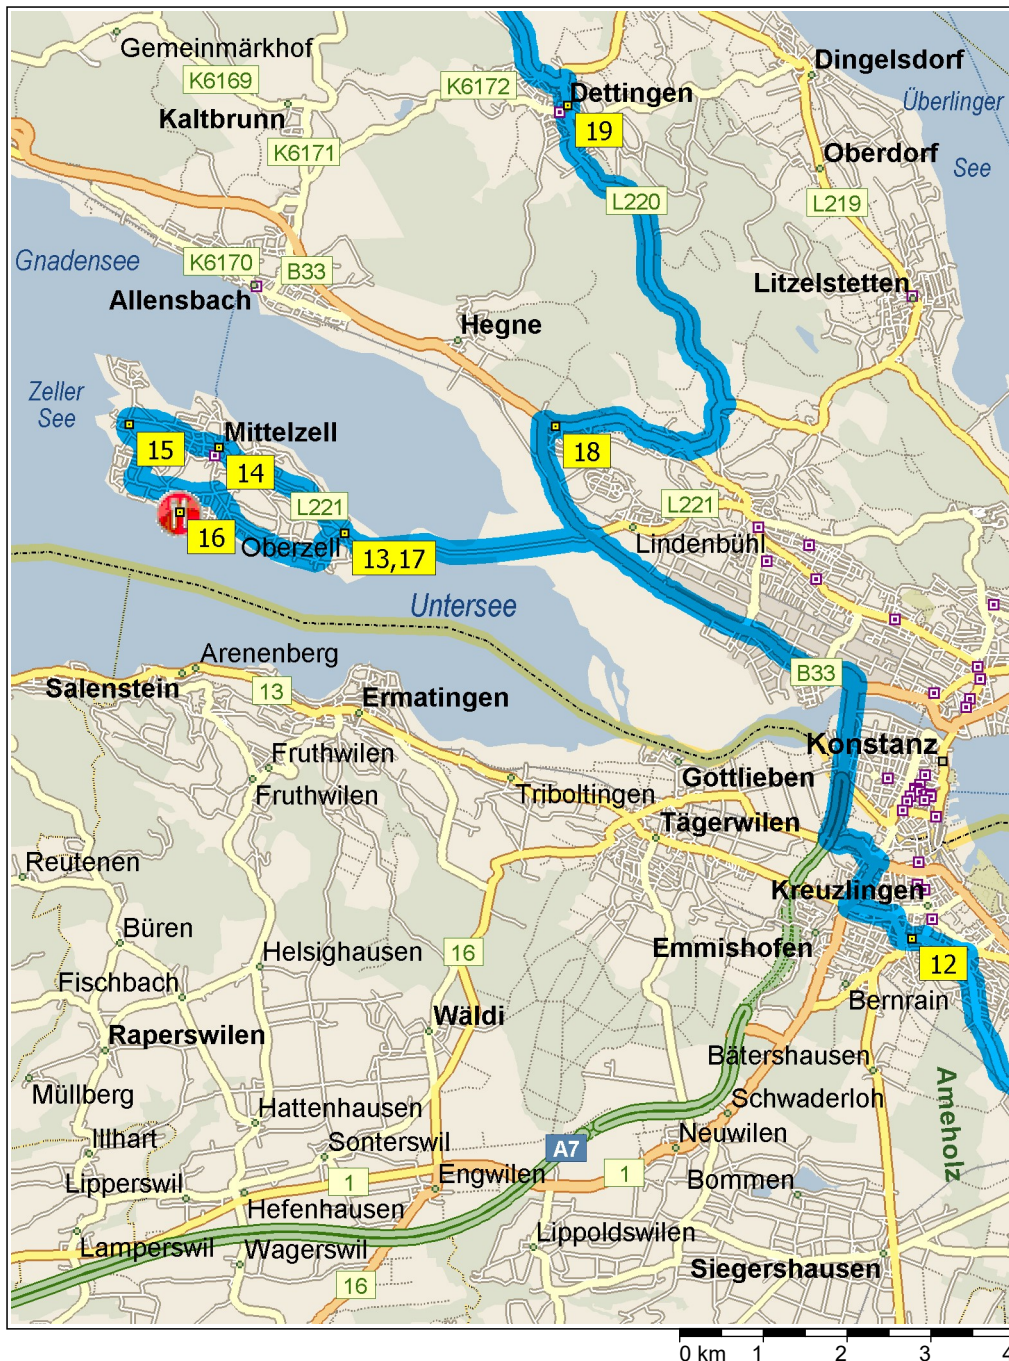 Gemeinmärkhof
Dingelsdorf
K6169
K6172
Dettingen
Überlinger
Kaltbrunn
19
K6171
Oberdorf
See
L220
L219
Gnadensee
K6170
B33
Litzelstetten
Allensbach
Hegne
Zeller
See
Mittelzell
15
18
14
L221
L221
16
Oberzell
13,17
Lindenbühl
Untersee
Arenenberg
B33
Salenstein
13
Ermatingen
Konstanz
Fruthwilen
Gottlieben
Fruthwilen
Triboltingen
Tägerwilen
Reutenen
Kreuzlingen
Büren
Emmishofen
Helsighausen
16
12
Fischbach
Bernrain
Wäldi
Raperswilen
Bätershausen
Müllberg
Ameholz
Hattenhausen
Schwaderloh
Illhart
Sonterswil
Neuwilen
A7
Lipperswil
1
Engwilen
1
Bommen
Hefenhausen
Lamperswil
Wagerswil
Lippoldswilen
Siegershausen
16
0 km 1 2 3 4